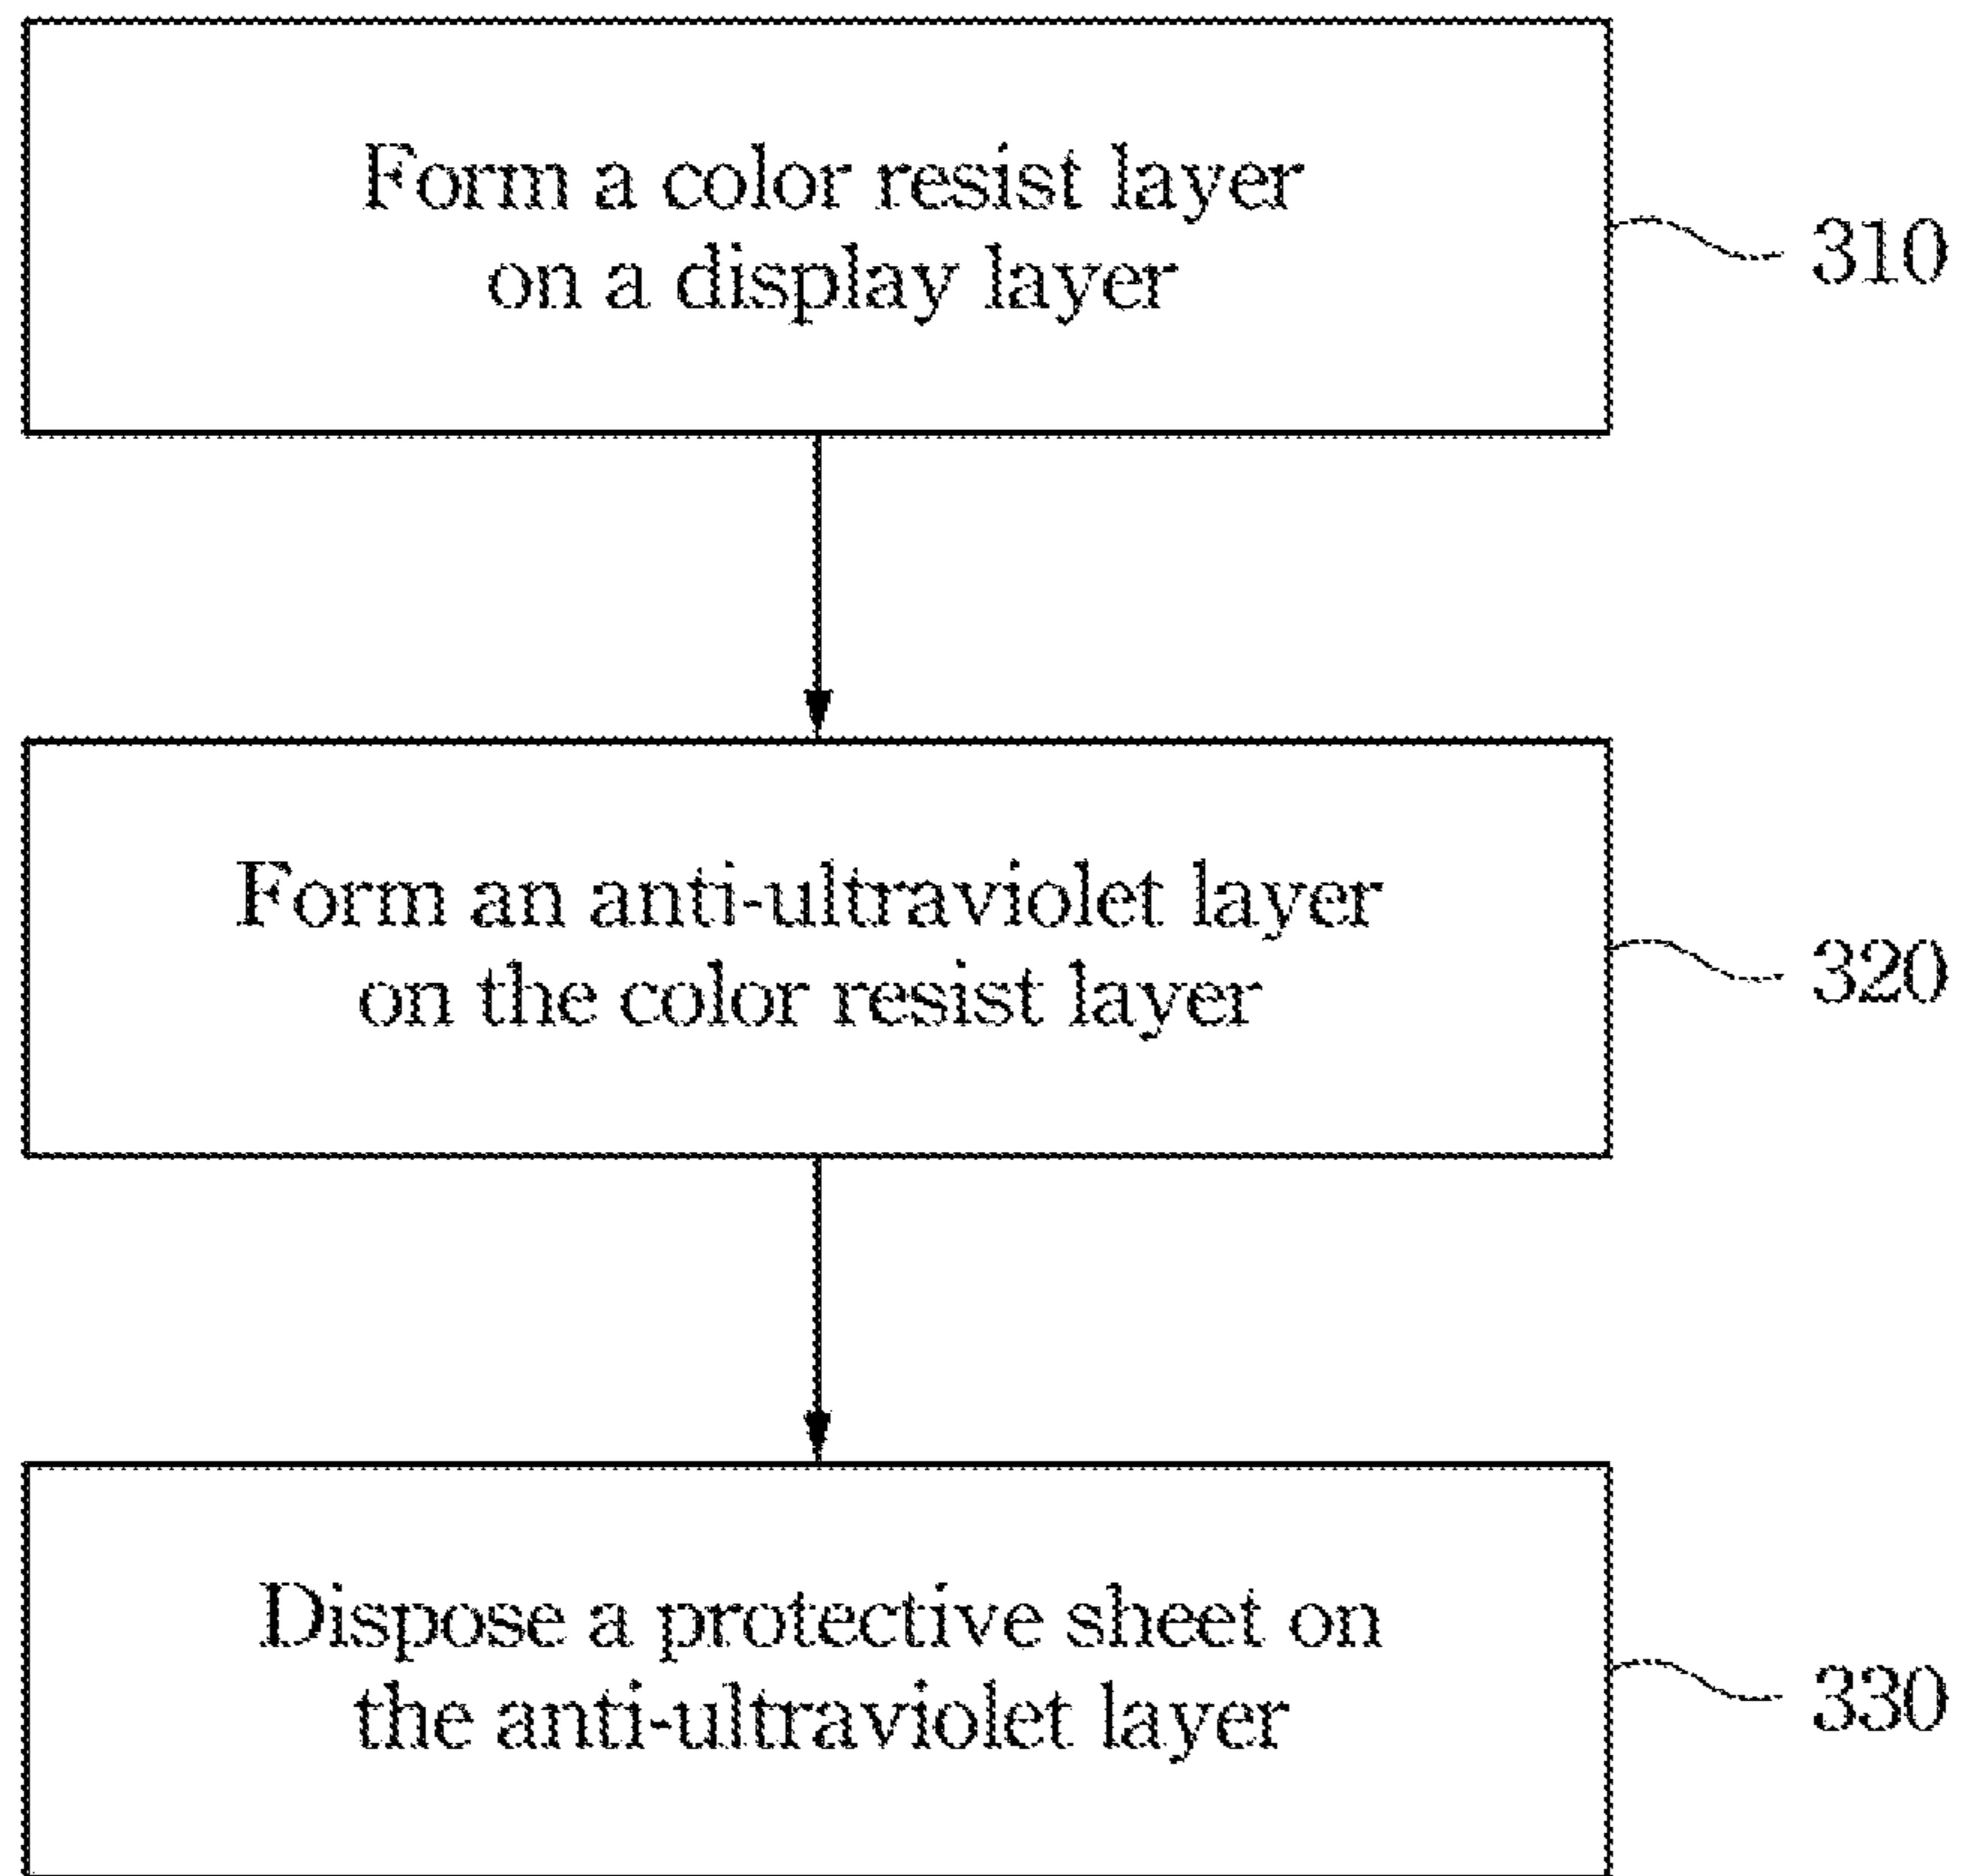 Form a color resist layer
on a display layer
310
Form an anti-ultraviolet layer
on the color resist layer
320
Dispose a protective sheet on
the anti-ultraviolet layer
330